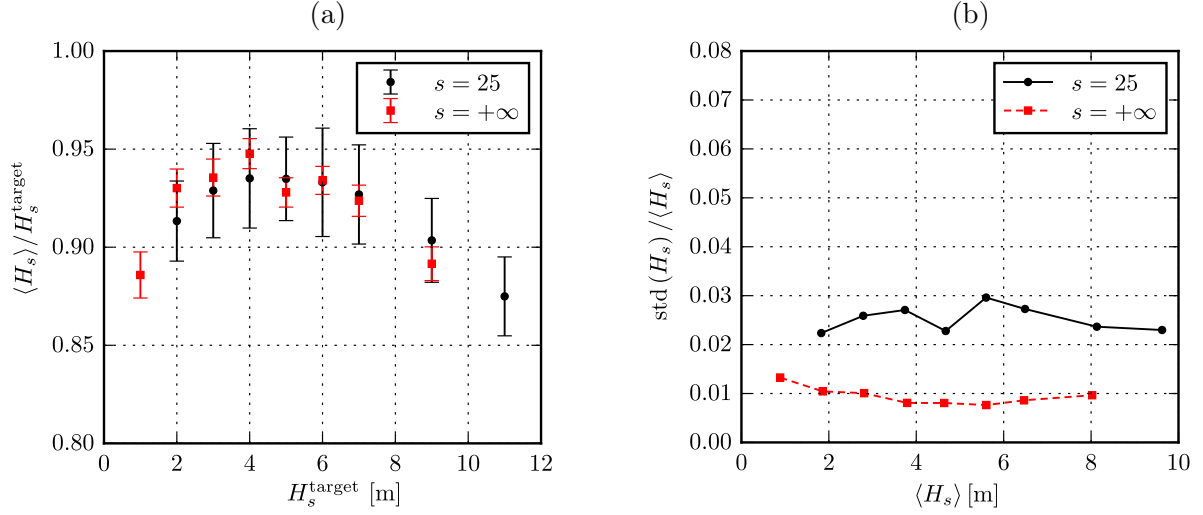 (a)
1.00
0.95
0.90
0.85
0.80
⟨H_s⟩/H_s^target
0 2 4 6 8 10 12
H_s^target [m]
s = 25
s = +∞
(b)
0.08
0.07
0.06
0.05
0.04
0.03
0.02
0.01
0.00
std (H_s) /⟨H_s⟩
0 2 4 6 8 10
⟨H_s⟩ [m]
s = 25
s = +∞